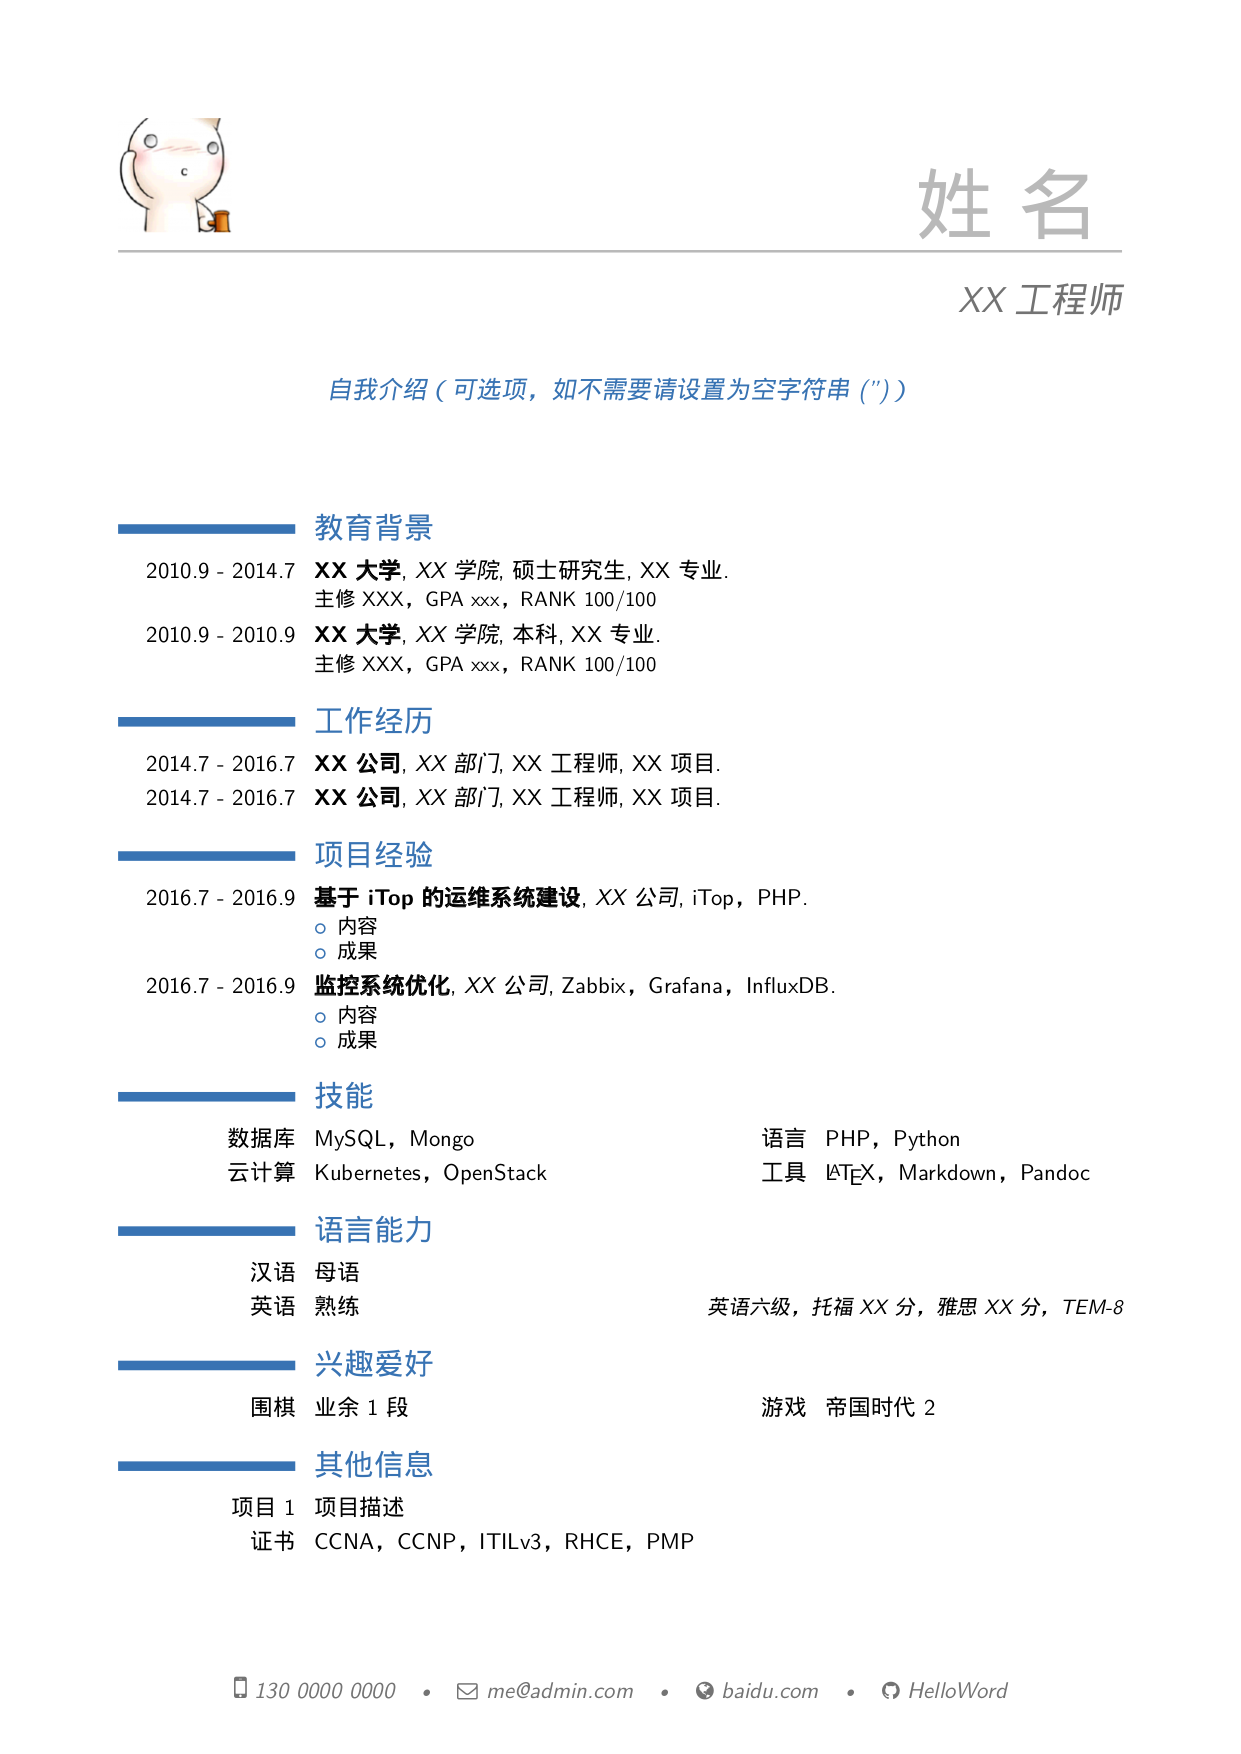 姓 名
XX 工程师
自我介绍（可选项，如不需要请设置为空字符串 (")）
教育背景
2010.9 - 2014.7 XX 大学, XX 学院, 硕士研究生, XX 专业.
主修 XXX，GPA xxx，RANK 100/100
2010.9 - 2010.9 XX 大学, XX 学院, 本科, XX 专业.
主修 XXX，GPA xxx，RANK 100/100
工作经历
2014.7 - 2016.7 XX 公司, XX 部门, XX 工程师, XX 项目.
2014.7 - 2016.7 XX 公司, XX 部门, XX 工程师, XX 项目.
项目经验
2016.7 - 2016.9 基于 iTop 的运维系统建设, XX 公司, iTop，PHP.
○ 内容
○ 成果
2016.7 - 2016.9 监控系统优化, XX 公司, Zabbix，Grafana，InfluxDB.
○ 内容
○ 成果
技能
数据库 MySQL，Mongo 语言 PHP，Python
云计算 Kubernetes，OpenStack 工具 LATEX，Markdown，Pandoc
语言能力
汉语 母语
英语 熟练 英语六级，托福 XX 分，雅思 XX 分，TEM-8
兴趣爱好
围棋 业余 1 段 游戏 帝国时代 2
其他信息
项目 1 项目描述
证书 CCNA，CCNP，ITILv3，RHCE，PMP
130 0000 0000 • me@admin.com • baidu.com • HelloWord